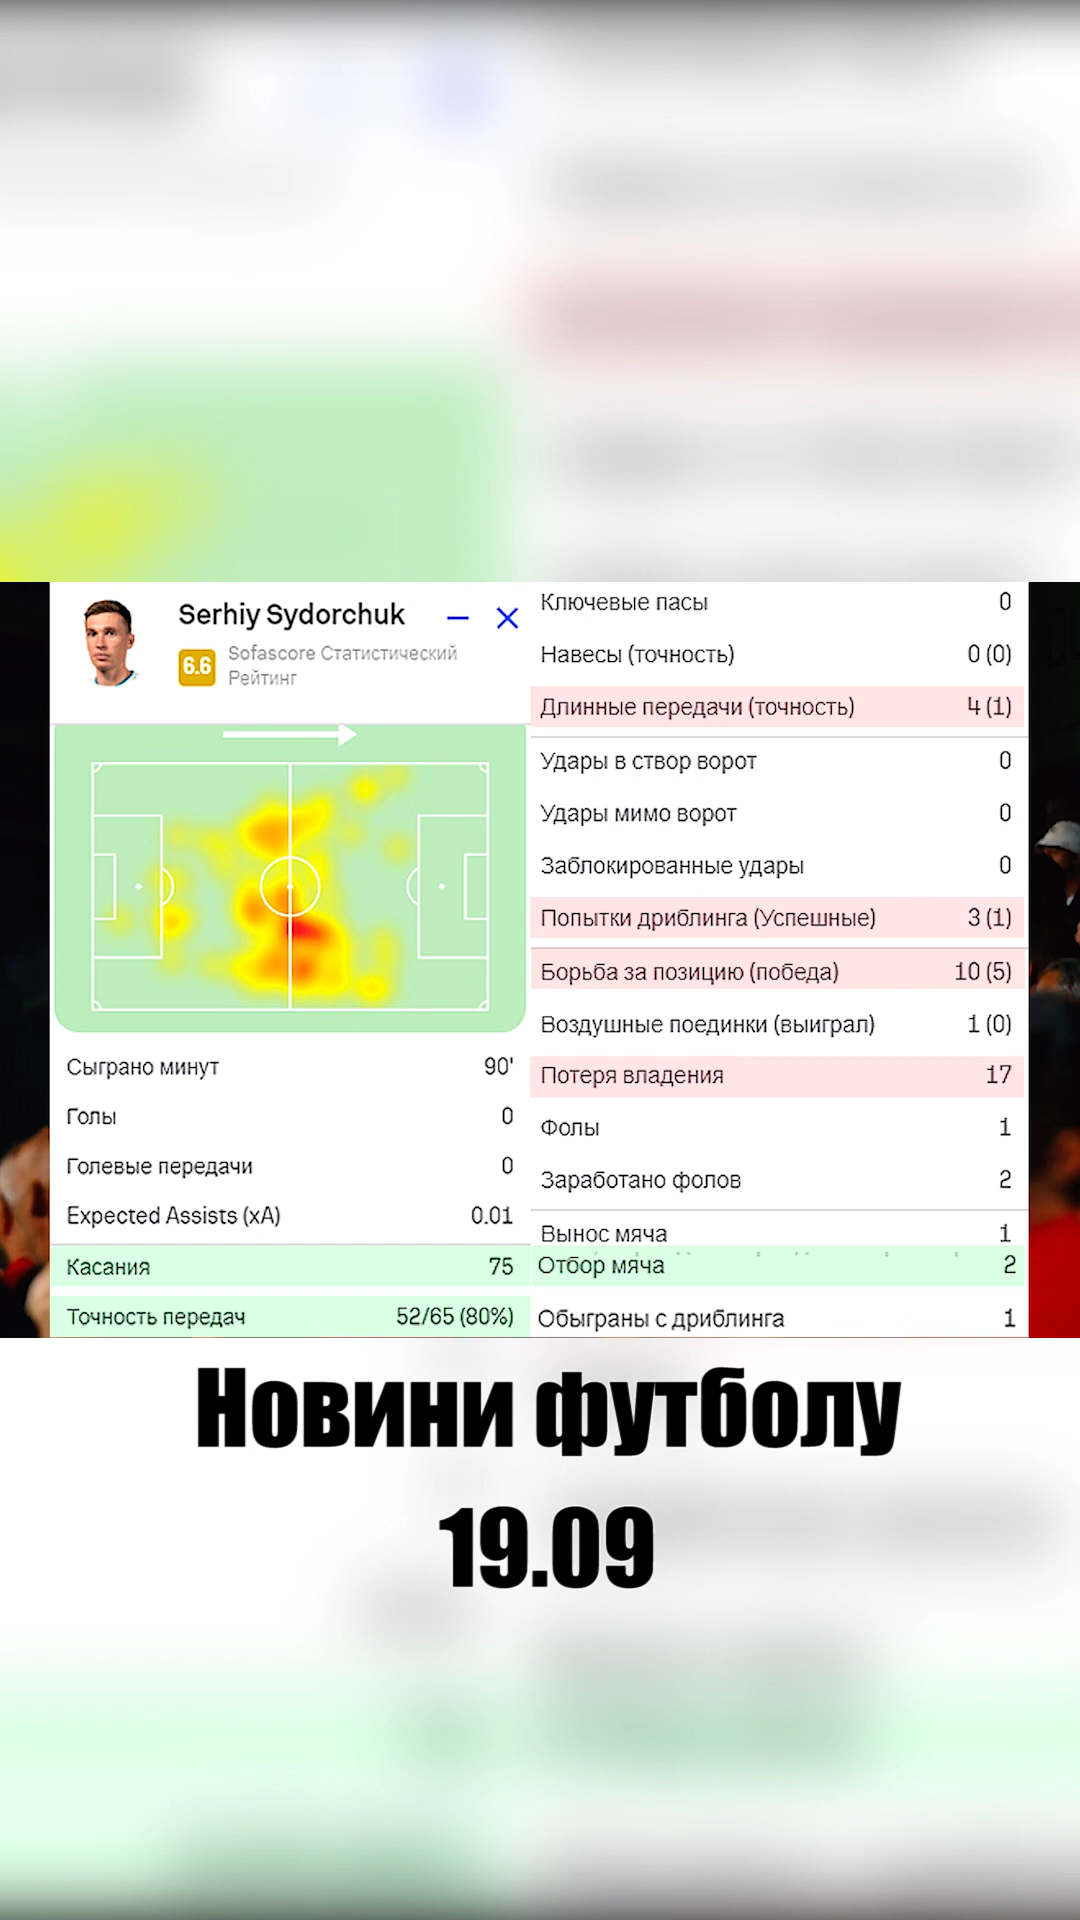 Serhiy Sydorchuk
6.6
Sofascore Статистический
Рейтинг
Сыграно минут 90'
Голы 0
Голевые передачи 0
Expected Assists (xA) 0.01
Касания 75
Точность передач 52/65 (80%)
Ключевые пасы 0
Навесы (точность) 0 (0)
Длинные передачи (точность) 4 (1)
Удары в створ ворот 0
Удары мимо ворот 0
Заблокированные удары 0
Попытки дриблинга (Успешные) 3 (1)
Борьба за позицию (победа) 10 (5)
Воздушные поединки (выиграл) 1 (0)
Потеря владения 17
Фолы 1
Заработано фолов 2
Вынос мяча 1
Отбор мяча 2
Обыграны с дриблинга 1
Новини футболу
19.09